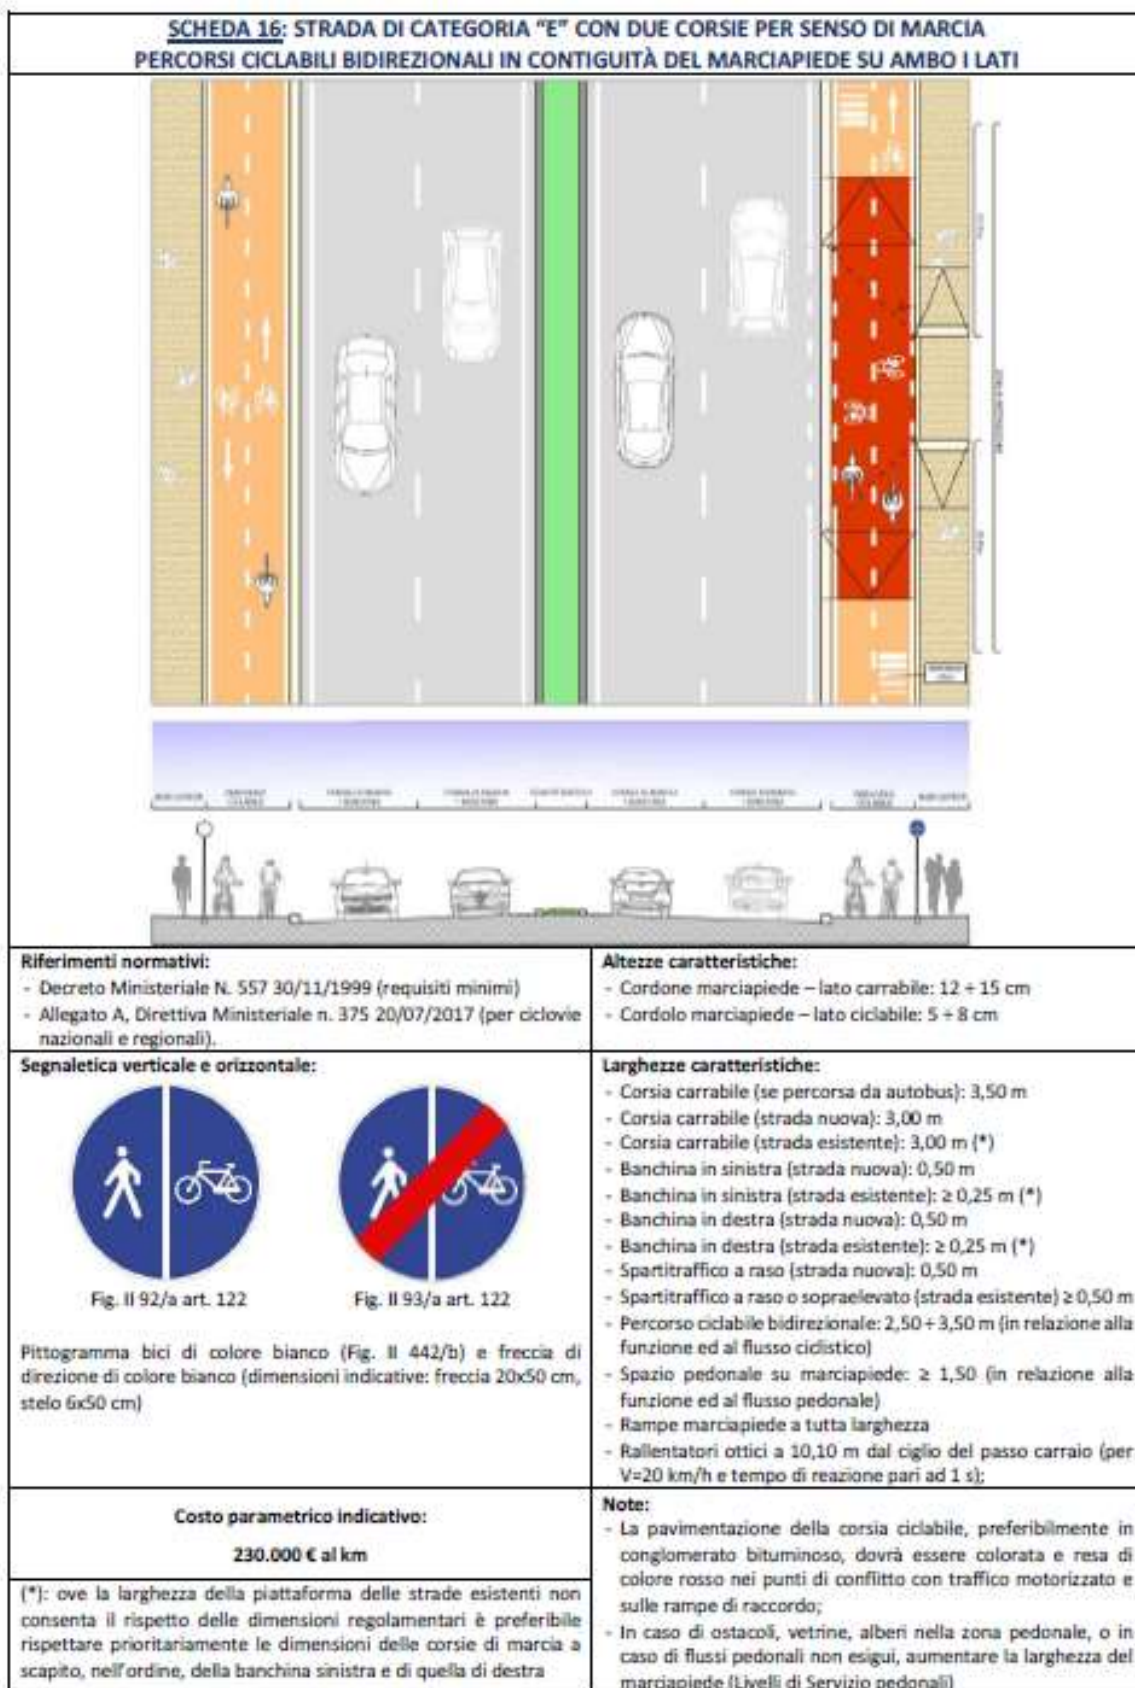 SCHEDA 16: STRADA DI CATEGORIA "E" CON DUE CORSIE PER SENSO DI MARCIA
PERCORSI CICLABILI BIDIREZIONALI IN CONTIGUITÀ DEL MARCIAPIEDE SU AMBO I LATI
Riferimenti normativi:
- Decreto Ministeriale N. 557 30/11/1999 (requisiti minimi)
- Allegato A, Direttiva Ministeriale n. 375 20/07/2017 (per ciclovie
nazionali e regionali).
Altezze caratteristiche:
- Cordone marciapiede – lato carrabile: 12 ÷ 15 cm
- Cordolo marciapiede – lato ciclabile: 5 ÷ 8 cm
Segnaletica verticale e orizzontale:
Fig. II 92/a art. 122
Fig. II 93/a art. 122
Pittogramma bici di colore bianco (Fig. II 442/b) e freccia di
direzione di colore bianco (dimensioni indicative: freccia 20x50 cm,
stelo 6x50 cm)
Larghezze caratteristiche:
- Corsia carrabile (se percorsa da autobus): 3,50 m
- Corsia carrabile (strada nuova): 3,00 m
- Corsia carrabile (strada esistente): 3,00 m (*)
- Banchina in sinistra (strada nuova): 0,50 m
- Banchina in sinistra (strada esistente): ≥ 0,25 m (*)
- Banchina in destra (strada nuova): 0,50 m
- Banchina in destra (strada esistente): ≥ 0,25 m (*)
- Spartitraffico a raso (strada nuova): 0,50 m
- Spartitraffico a raso o sopraelevato (strada esistente) ≥ 0,50 m
- Percorso ciclabile bidirezionale: 2,50 ÷ 3,50 m (in relazione alla
funzione ed al flusso ciclistico)
- Spazio pedonale su marciapiede: ≥ 1,50 (in relazione alla
funzione ed al flusso pedonale)
- Rampe marciapiede a tutta larghezza
- Rallentatori ottici a 10,10 m dal ciglio del passo carraio (per
V=20 km/h e tempo di reazione pari ad 1 s);
Costo parametrico indicativo:
230.000 € al km
(*): ove la larghezza della piattaforma delle strade esistenti non
consenta il rispetto delle dimensioni regolamentari è preferibile
rispettare prioritariamente le dimensioni delle corsie di marcia a
scapito, nell'ordine, della banchina sinistra e di quella di destra
Note:
- La pavimentazione della corsia ciclabile, preferibilmente in
conglomerato bituminoso, dovrà essere colorata e resa di
colore rosso nei punti di conflitto con traffico motorizzato e
sulle rampe di raccordo;
- In caso di ostacoli, vetrine, alberi nella zona pedonale, o in
caso di flussi pedonali non esigui, aumentare la larghezza del
marciapiede (Livelli di Servizio pedonali)